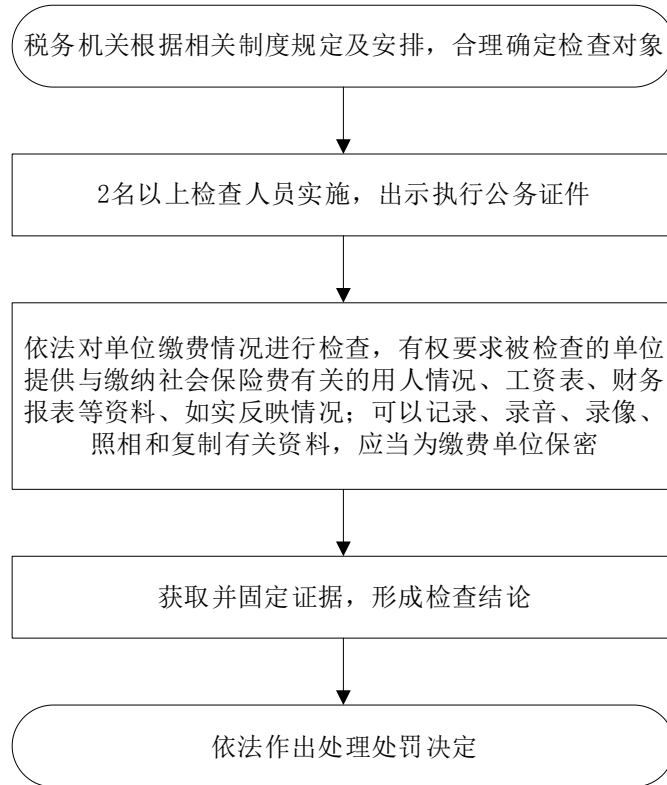 税务机关根据相关制度规定及安排，合理确定检查对象
2名以上检查人员实施，出示执行公务证件
依法对单位缴费情况进行检查，有权要求被检查的单位
提供与缴纳社会保险费有关的用人情况、工资表、财务
报表等资料、如实反映情况；可以记录、录音、录像、
照相和复制有关资料，应当为缴费单位保密
获取并固定证据，形成检查结论
依法作出处理处罚决定